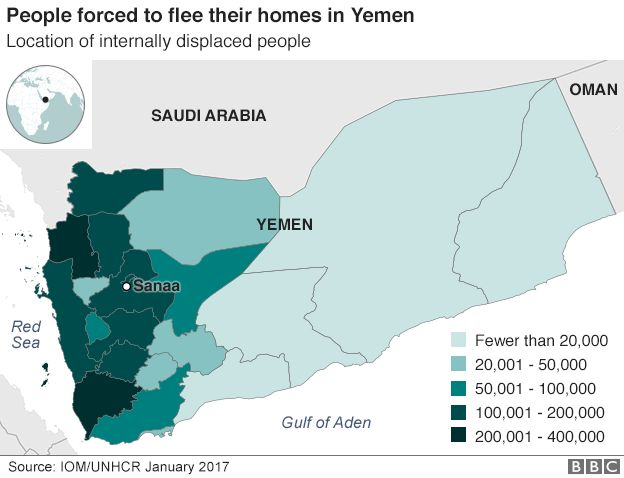 People forced to flee their homes in Yemen
Location of internally displaced people
SAUDI ARABIA
OMAN
YEMEN
Sanaa
Red
Sea
Gulf of Aden
Fewer than 20,000
20,001 - 50,000
50,001 - 100,000
100,001 - 200,000
200,001 - 400,000
Source: IOM/UNHCR January 2017
BBC